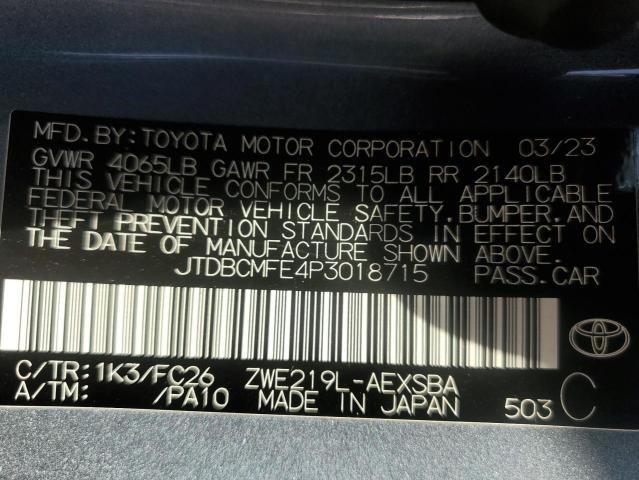 MFD. BY: TOYOTA MOTOR CORPORATION 03/23
GVWR 4065LB GAWR FR 2315LB RR 2140LB
THIS VEHICLE CONFORMS TO ALL APPLICABLE
FEDERAL MOTOR VEHICLE SAFETY, BUMPER, AND
THEFT PREVENTION STANDARDS IN EFFECT ON
THE DATE OF MANUFACTURE SHOWN ABOVE.
JTDBCMFE4P3018715 PASS. CAR
C/TR: 1K3/FC26 ZWE219L-AEXSBA
A/TM: /PA10 MADE IN JAPAN 503 C